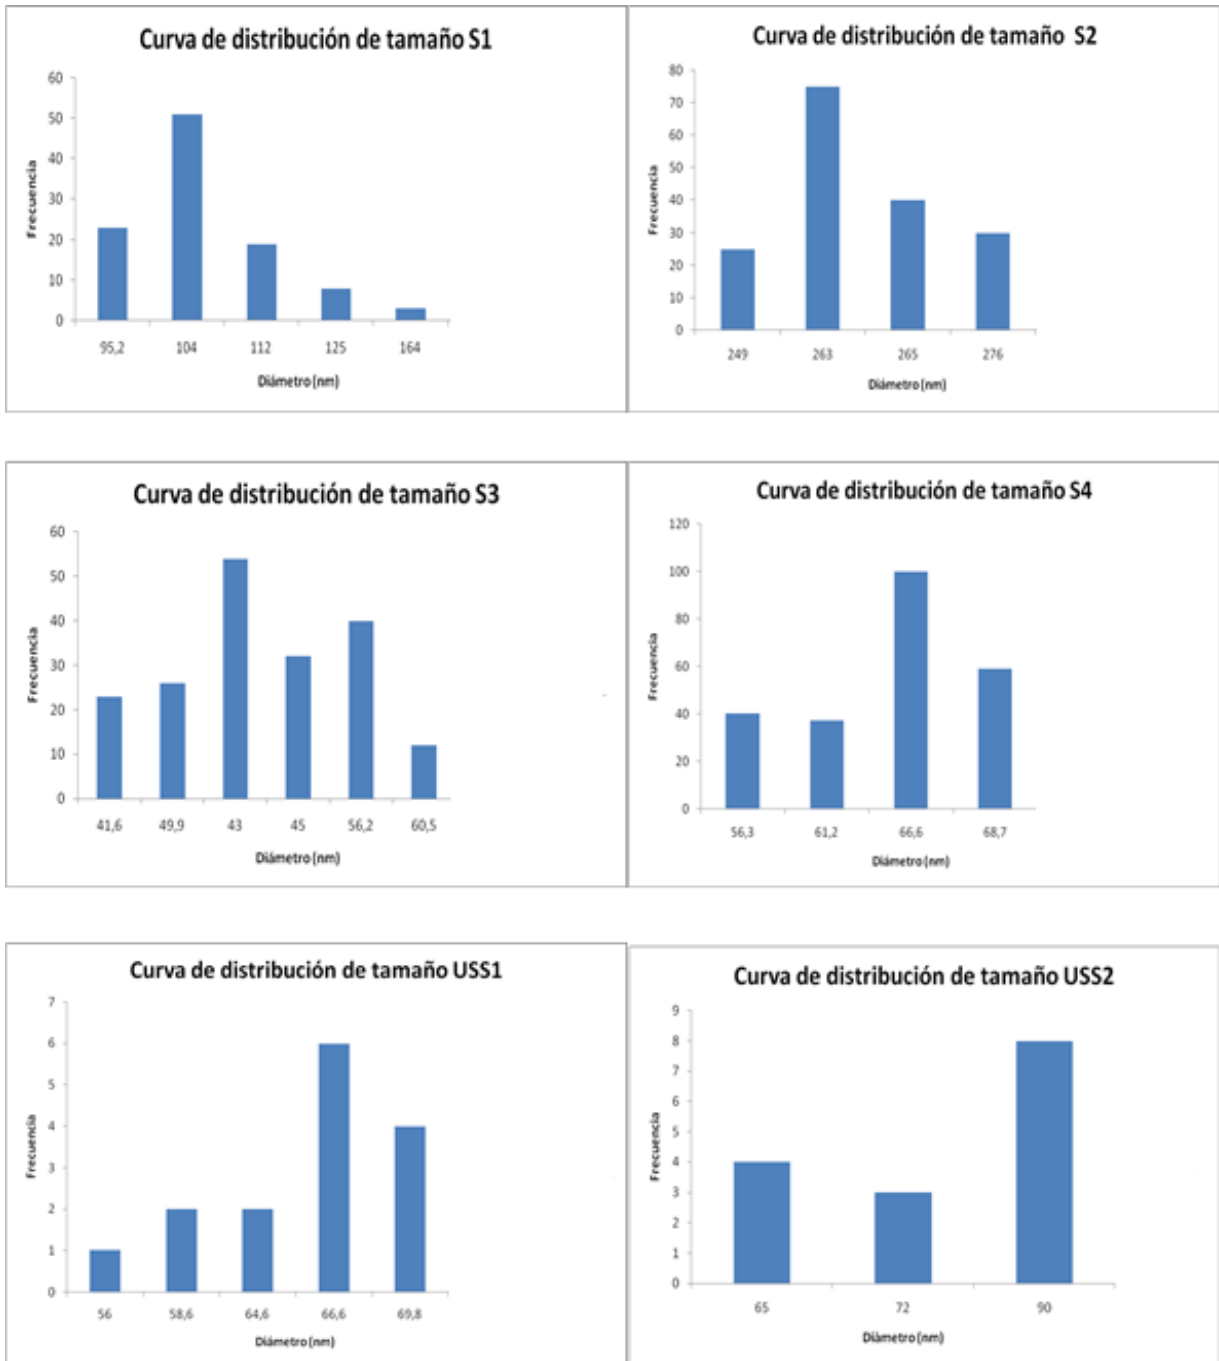 Curva de distribución de tamaño S1
60
50
40
30
20
10
0
Frecuencia
95,2 104 112 125 164
Diámetro (nm)
Curva de distribución de tamaño S2
80
70
60
50
40
30
20
10
0
Frecuencia
249 263 265 276
Diámetro (nm)
Curva de distribución de tamaño S3
60
50
40
30
20
10
0
Frecuencia
41,6 49,9 43 45 56,2 60,5
Diámetro (nm)
Curva de distribución de tamaño S4
120
100
80
60
40
20
0
Frecuencia
56,3 61,2 66,6 68,7
Diámetro (nm)
Curva de distribución de tamaño USS1
7
6
5
4
3
2
1
0
Frecuencia
56 58,6 64,6 66,6 69,8
Diámetro (nm)
Curva de distribución de tamaño USS2
9
8
7
6
5
4
3
2
1
0
Frecuencia
65 72 90
Diámetro (nm)